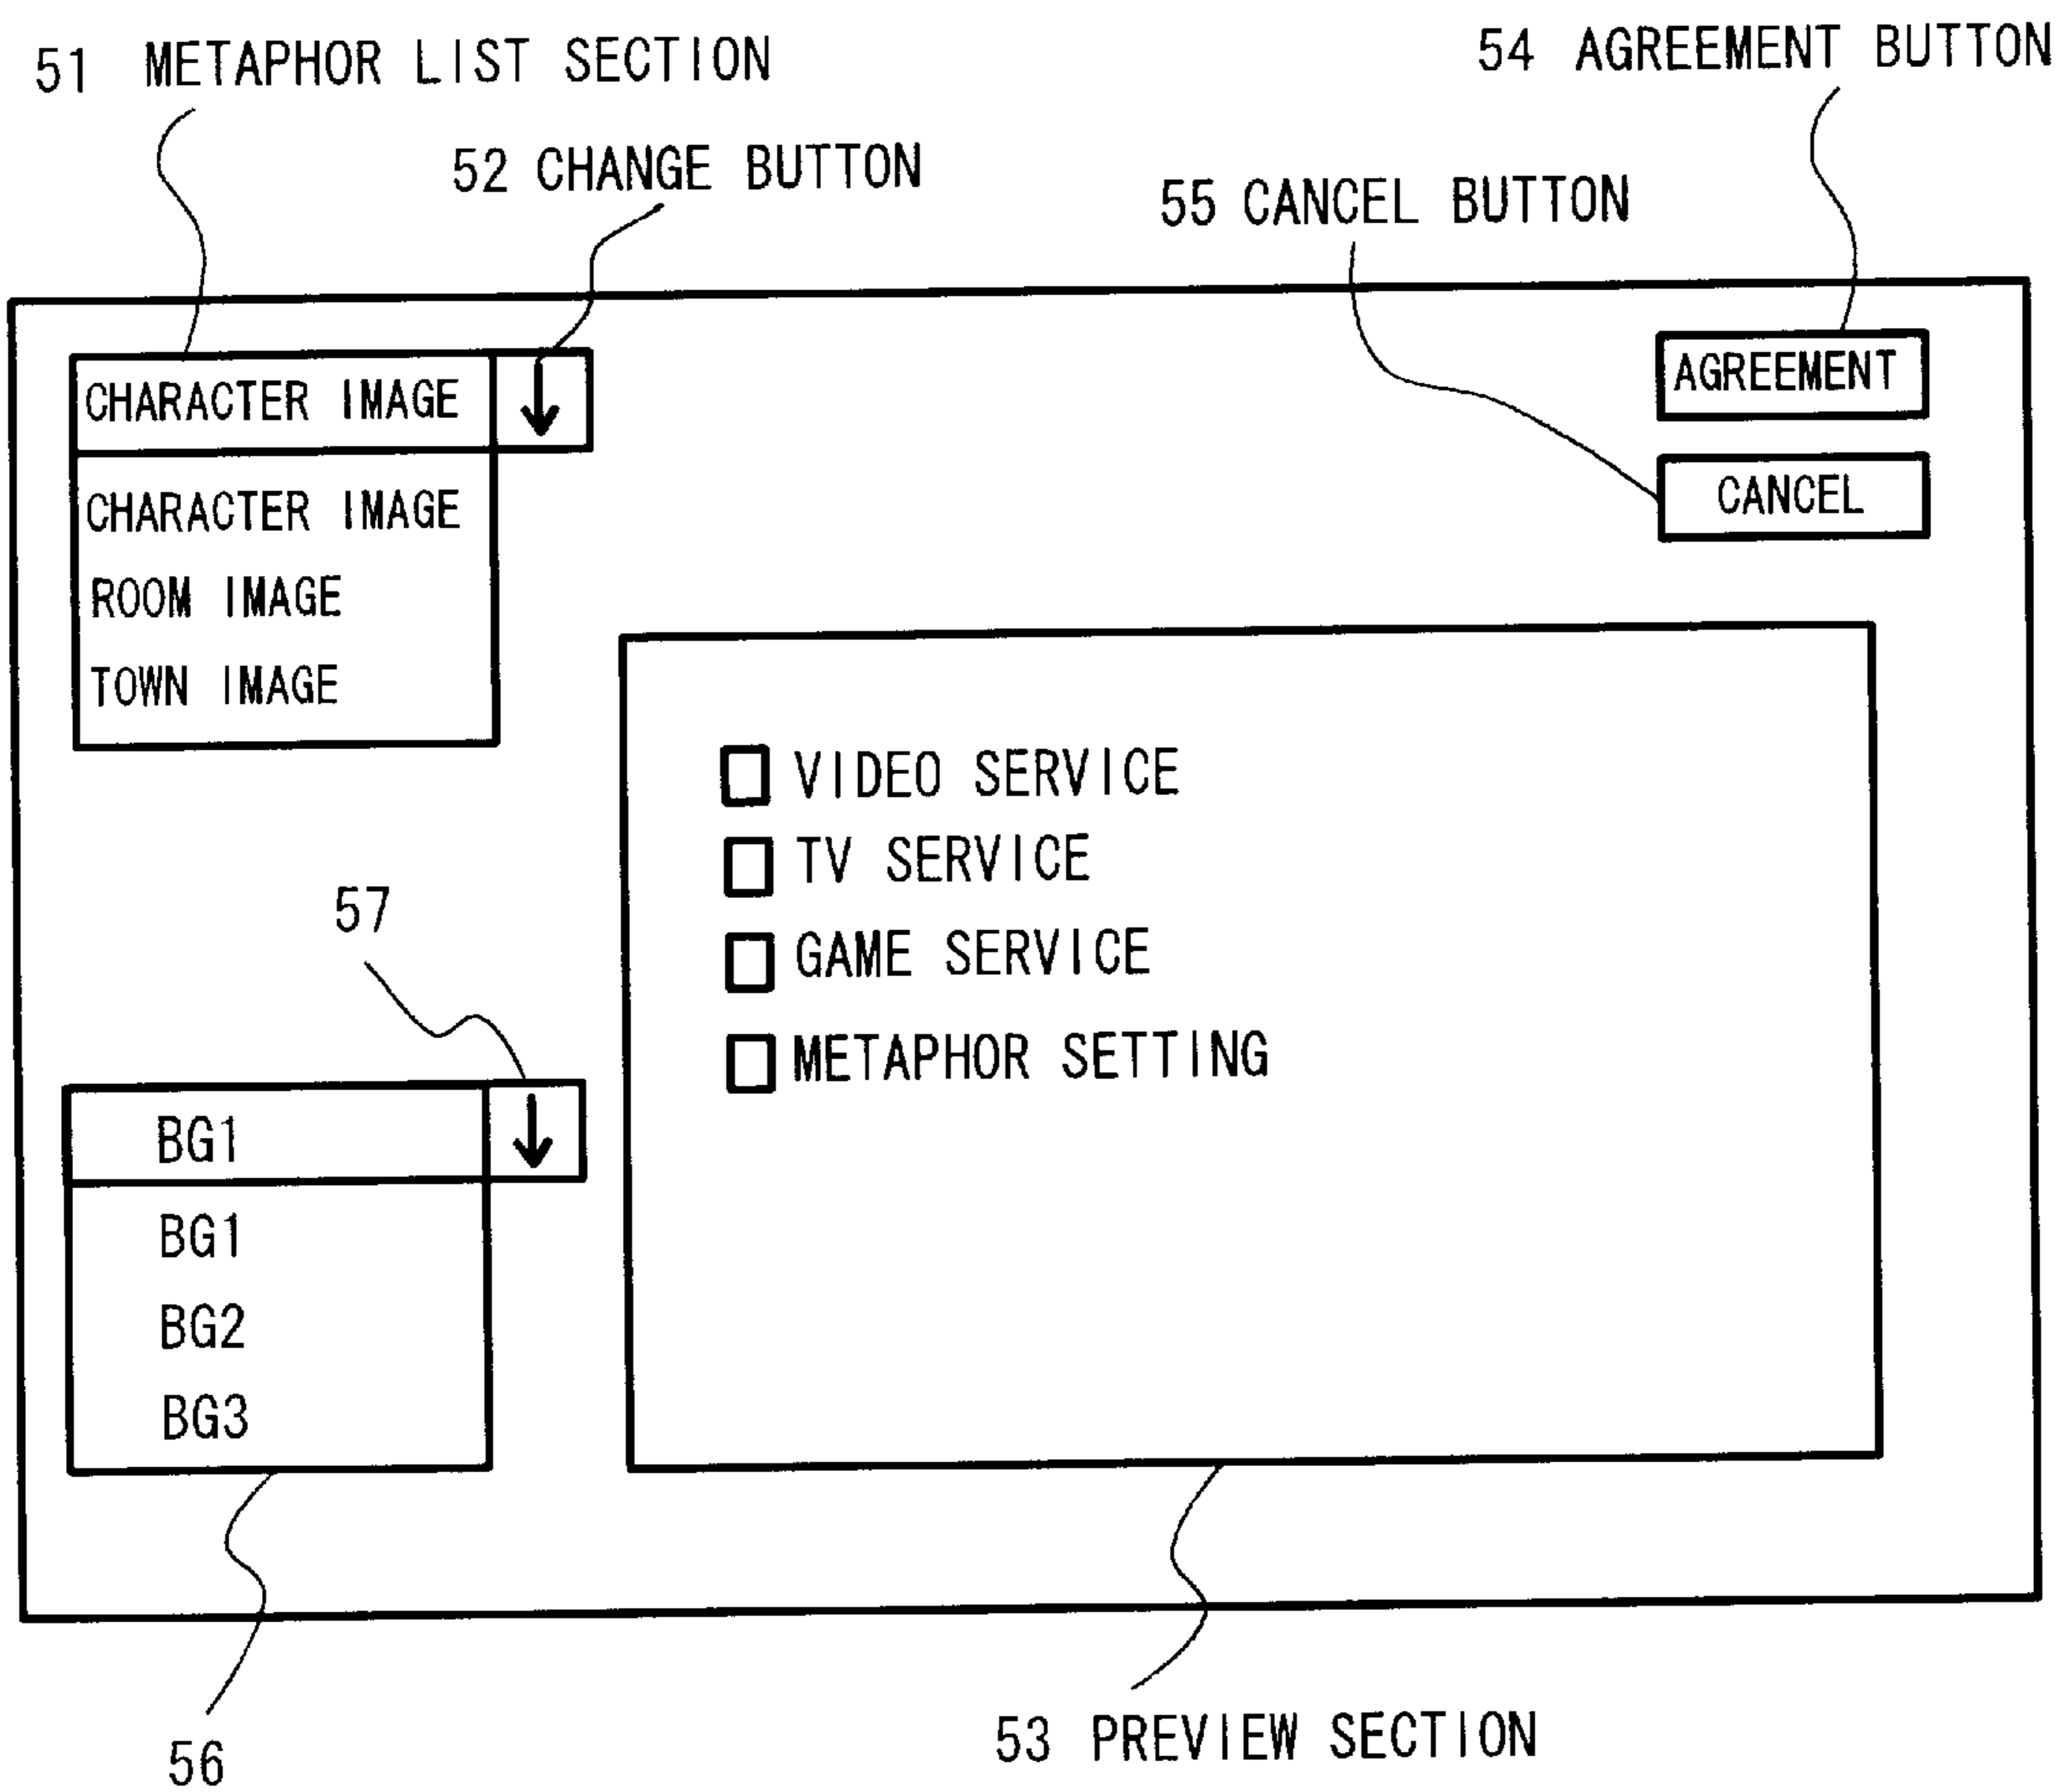 51 METAPHOR LIST SECTION
54 AGREEMENT BUTTON
52 CHANGE BUTTON
55 CANCEL BUTTON
CHARACTER IMAGE
AGREEMENT
CHARACTER IMAGE
CANCEL
ROOM IMAGE
TOWN IMAGE
VIDEO SERVICE
TV SERVICE
GAME SERVICE
METAPHOR SETTING
57
BG1
BG1
BG2
BG3
56
53 PREVIEW SECTION